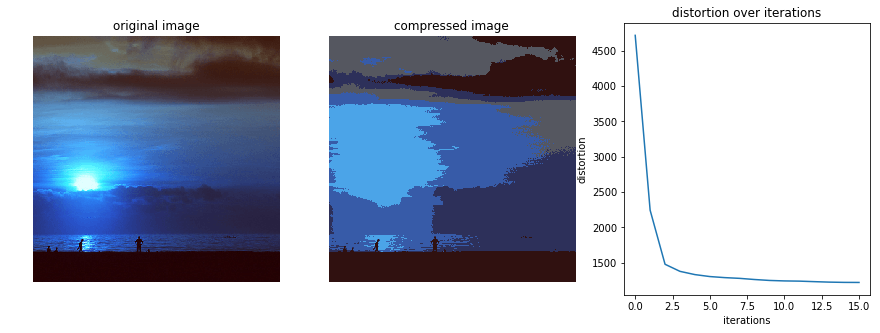 original image
compressed image
distortion over iterations
distortion
4500
4000
3500
3000
2500
2000
1500
0.0
2.5
5.0
7.5
10.0
12.5
15.0
iterations